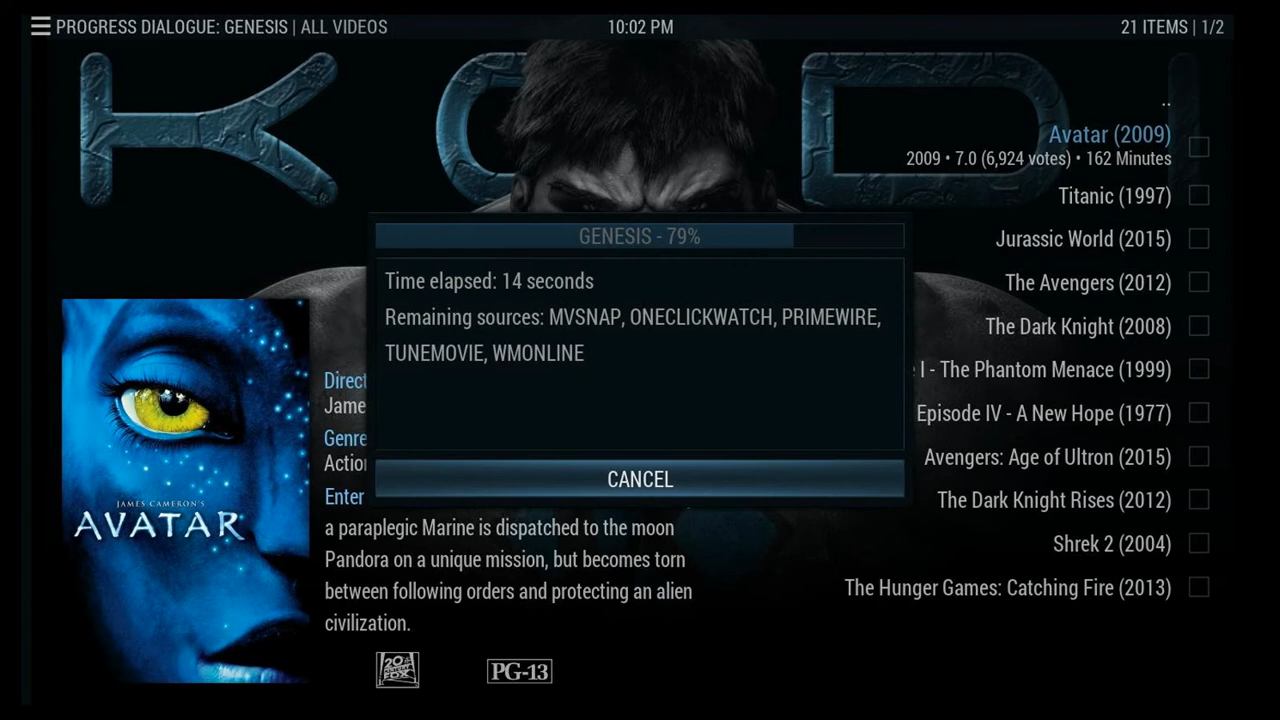 PROGRESS DIALOGUE: GENESIS | ALL VIDEOS
10:02 PM
21 ITEMS | 1/2
KODI
..
Avatar (2009)
2009 • 7.0 (6,924 votes) • 162 Minutes
Titanic (1997)
Jurassic World (2015)
The Avengers (2012)
The Dark Knight (2008)
I - The Phantom Menace (1999)
Episode IV - A New Hope (1977)
Avengers: Age of Ultron (2015)
The Dark Knight Rises (2012)
Shrek 2 (2004)
The Hunger Games: Catching Fire (2013)
GENESIS - 79%
Time elapsed: 14 seconds
Remaining sources: MVSNAP, ONECLICKWATCH, PRIMEWIRE,
TUNEMOVIE, WMONLINE
CANCEL
JAMES CAMERON'S
AVATAR
Direct
Jame
Genre
Action
Enter
a paraplegic Marine is dispatched to the moon
Pandora on a unique mission, but becomes torn
between following orders and protecting an alien
civilization.
20th CENTURY FOX
PG-13